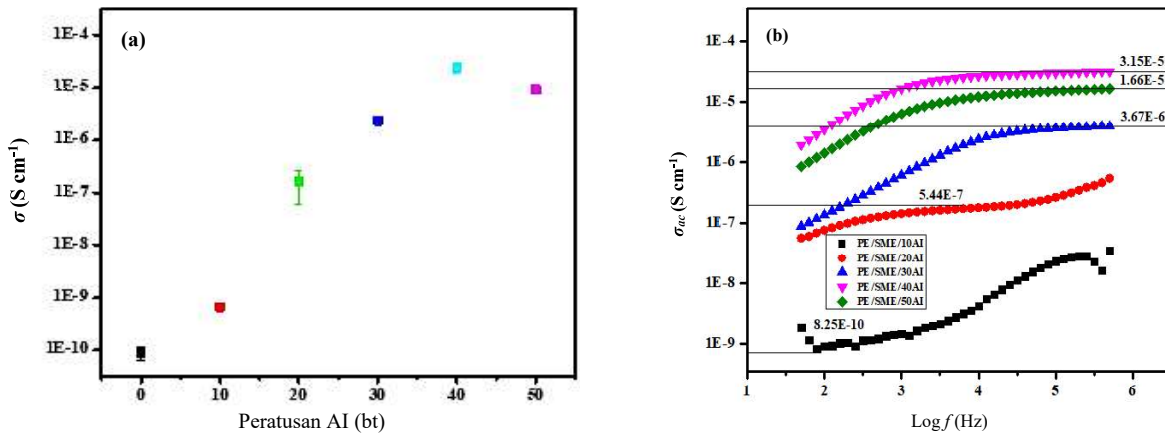 (a)
1E-4
1E-5
1E-6
1E-7
1E-8
1E-9
1E-10
σ (S cm-1)
0 10 20 30 40 50
Peratusan AI (bt)
(b)
1E-4
1E-5
1E-6
1E-7
1E-8
1E-9
σac (S cm-1)
3.15E-5
1.66E-5
3.67E-6
5.44E-7
8.25E-10
PE/SME/10AI
PE/SME/20AI
PE/SME/30AI
PE/SME/40AI
PE/SME/50AI
1 2 3 4 5 6
Log f (Hz)